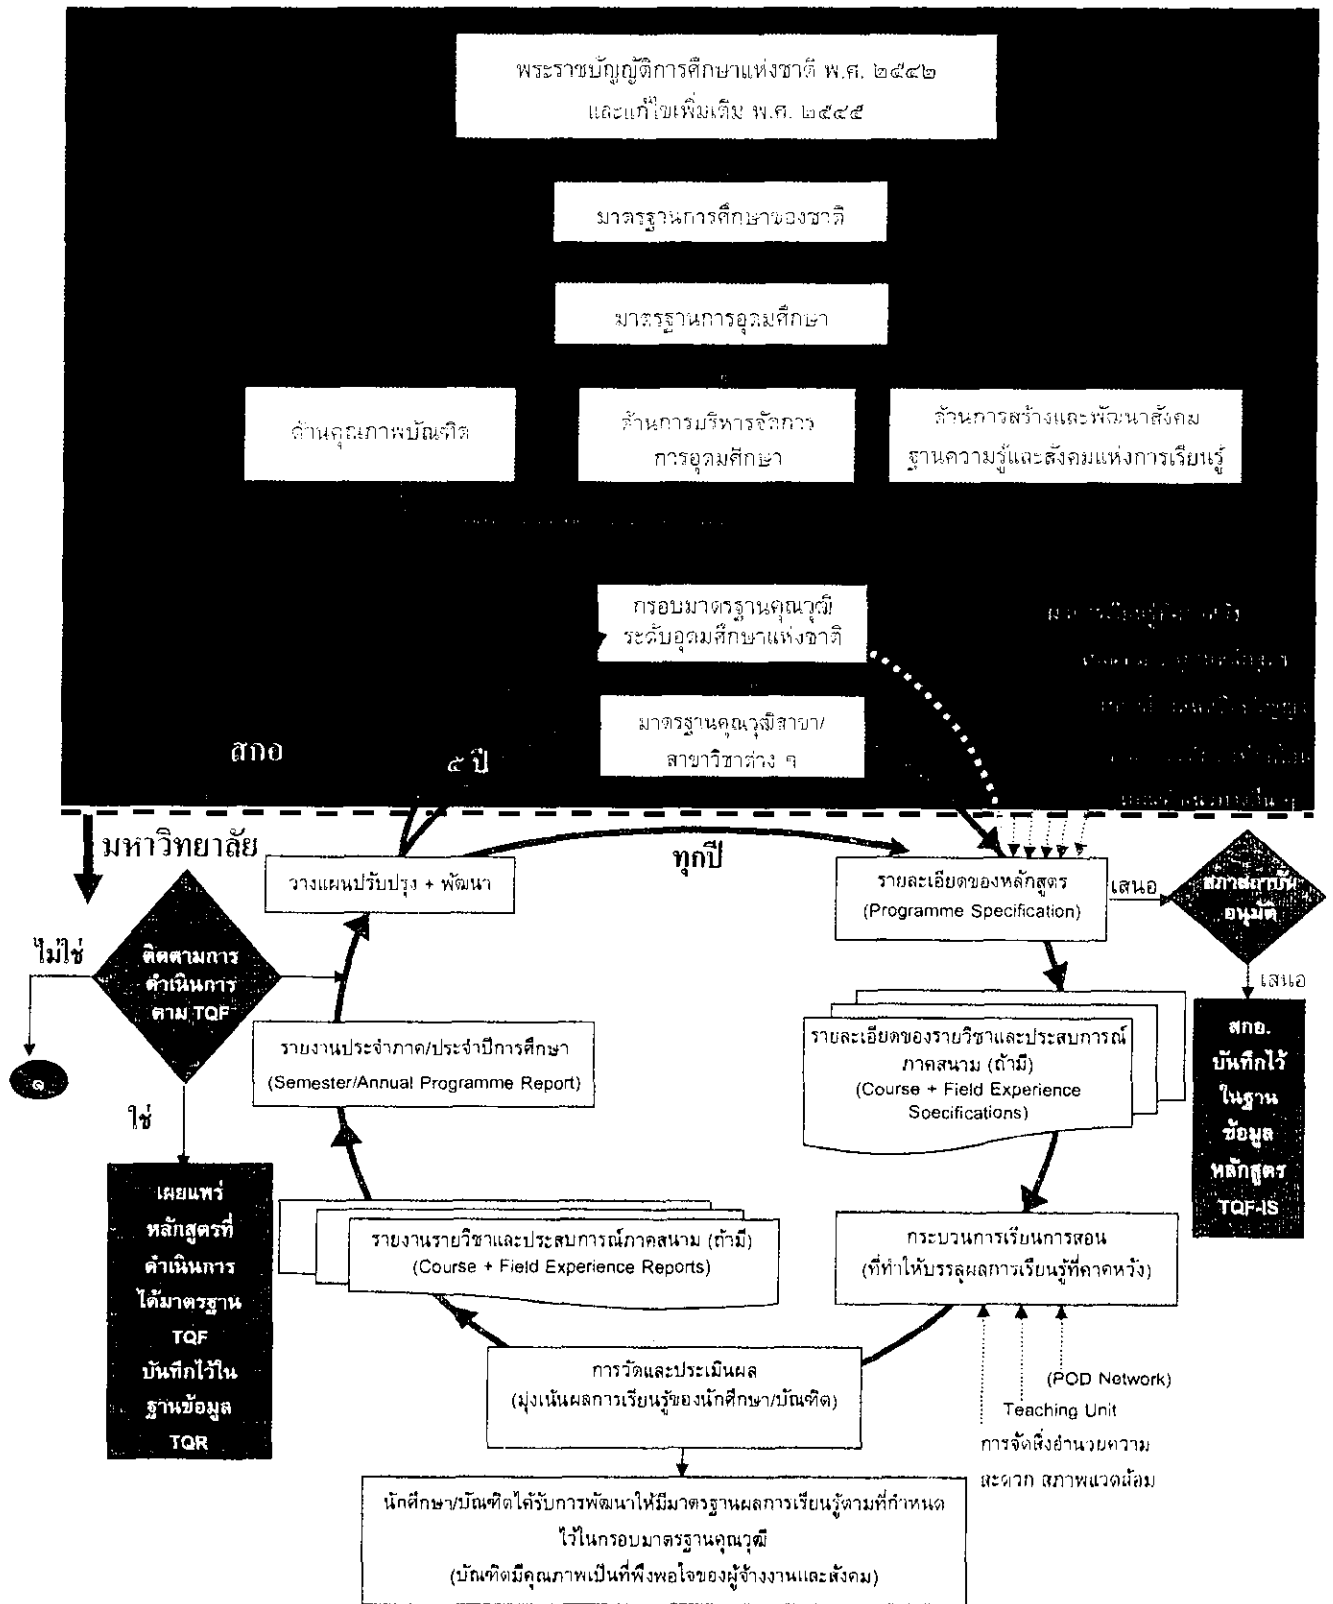 พระราชบัญญัติการศึกษาแห่งชาติ พ.ศ. ๒๕๔๒
และแก้ไขเพิ่มเติม พ.ศ. ๒๕๔๕
มาตรฐานการศึกษาของชาติ
มาตรฐานการอุดมศึกษา
ด้านคุณภาพบัณฑิต
ด้านการบริหารจัดการ
การอุดมศึกษา
ด้านการสร้างและพัฒนาสังคม
ฐานความรู้และสังคมแห่งการเรียนรู้
กรอบมาตรฐานคุณวุฒิ
ระดับอุดมศึกษาแห่งชาติ
มาตรฐานคุณวุฒิสาขา/
สาขาวิชาต่าง ๆ
สกอ
๕ ปี
มหาวิทยาลัย
ทุกปี
วางแผนปรับปรุง + พัฒนา
รายละเอียดของหลักสูตร
(Programme Specification)
เสนอ
สภาสถาบัน
อนุมัติ
ไม่ใช่
ติดตามการ
ดำเนินการ
ตาม TQF
๑
ใช่
เสนอ
สกอ.
บันทึกไว้
ในฐาน
ข้อมูล
หลักสูตร
TQF-IS
รายงานประจำภาค/ประจำปีการศึกษา
(Semester/Annual Programme Report)
รายละเอียดของรายวิชาและประสบการณ์
ภาคสนาม (ถ้ามี)
(Course + Field Experience
Soecifications)
เผยแพร่
หลักสูตรที่
ดำเนินการ
ได้มาตรฐาน
TQF
บันทึกไว้ใน
ฐานข้อมูล
TQR
รายงานรายวิชาและประสบการณ์ภาคสนาม (ถ้ามี)
(Course + Field Experience Reports)
กระบวนการเรียนการสอน
(ที่ทำให้บรรลุผลการเรียนรู้ที่คาดหวัง)
การวัดและประเมินผล
(มุ่งเน้นผลการเรียนรู้ของนักศึกษา/บัณฑิต)
(POD Network)
Teaching Unit
การจัดสิ่งอำนวยความ
สะดวก สภาพแวดล้อม
นักศึกษา/บัณฑิตได้รับการพัฒนาให้มีมาตรฐานผลการเรียนรู้ตามที่กำหนด
ไว้ในกรอบมาตรฐานคุณวุฒิ
(บัณฑิตมีคุณภาพเป็นที่พึงพอใจของผู้จ้างงานและสังคม)